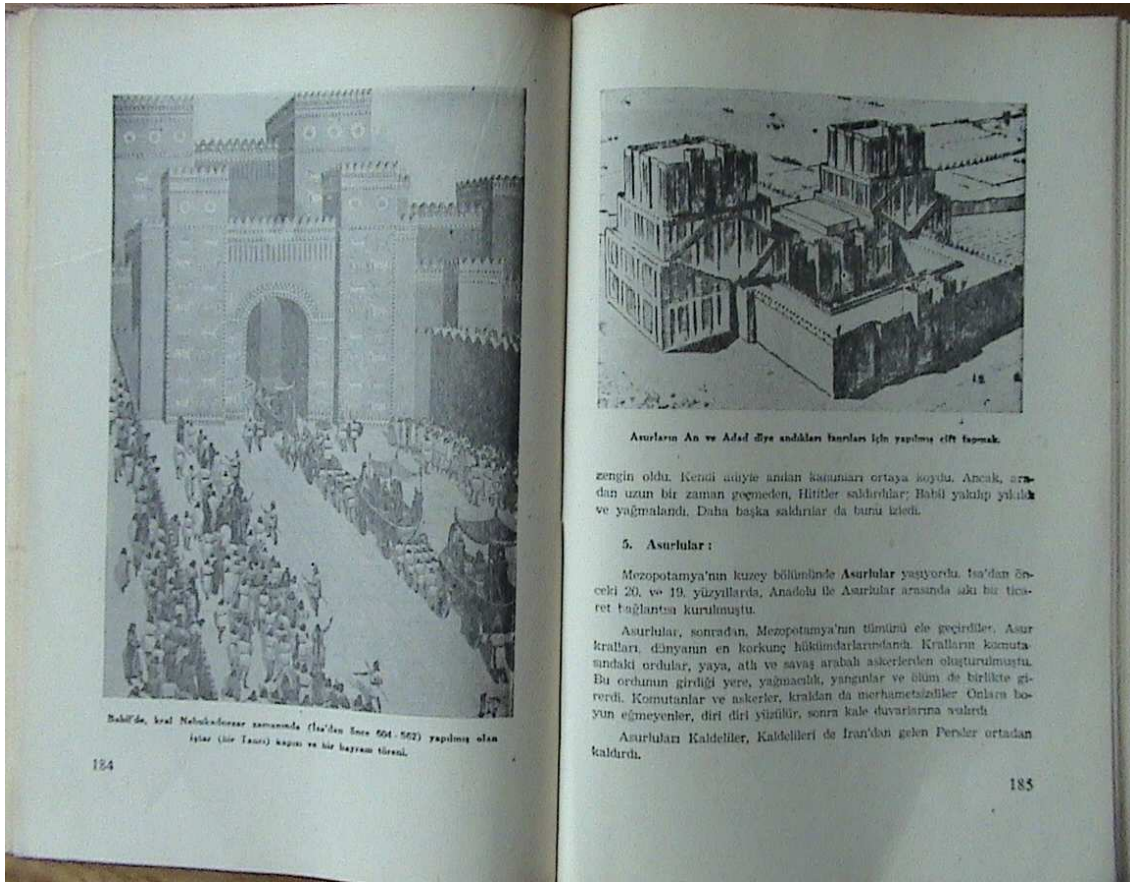 Babil'de, kral Nebukadnezar zamanında (İsa'dan önce 604 - 562) yapılmış olan
İştar (bir Tanrı) kapısı ve bir bayram töreni.
184
Asurların An ve Adad diye andıkları tanrıları için yapılmış çift tapınak.
zengin oldu. Kendi adiyle anılan kanunları ortaya koydu. Ancak, ara-
dan uzun bir zaman geçmeden, Hititler saldırdılar; Babil yakılıp yıkıldı
ve yağmalandı. Daha başka saldırılar da bunu izledi.
5. Asurlular :
Mezopotamya'nın kuzey bölümünde Asurlular yaşıyordu. İsa'dan ön-
ceki 20. ve 19. yüzyıllarda, Anadolu ile Asurlular arasında sıkı bir tica-
ret bağlantısı kurulmuştu.
Asurlular, sonradan, Mezopotamya'nın tümünü ele geçirdiler. Asur
kralları, dünyanın en korkunç hükümdarlarındandı. Kralların komuta-
sındaki ordular, yaya, atlı ve savaş arabalı askerlerden oluşturulmuştu.
Bu ordunun girdiği yere, yağmacılık, yangınlar ve ölüm de birlikte gi-
rerdi. Komutanlar ve askerler, kraldan da merhametsizdiler. Onlara bo-
yun eğmeyenler, diri diri yüzülür, sonra kale duvarlarına asılırdı.
Asurluları Kaldeliler, Kaldelileri de İran'dan gelen Persler ortadan
kaldırdı.
185